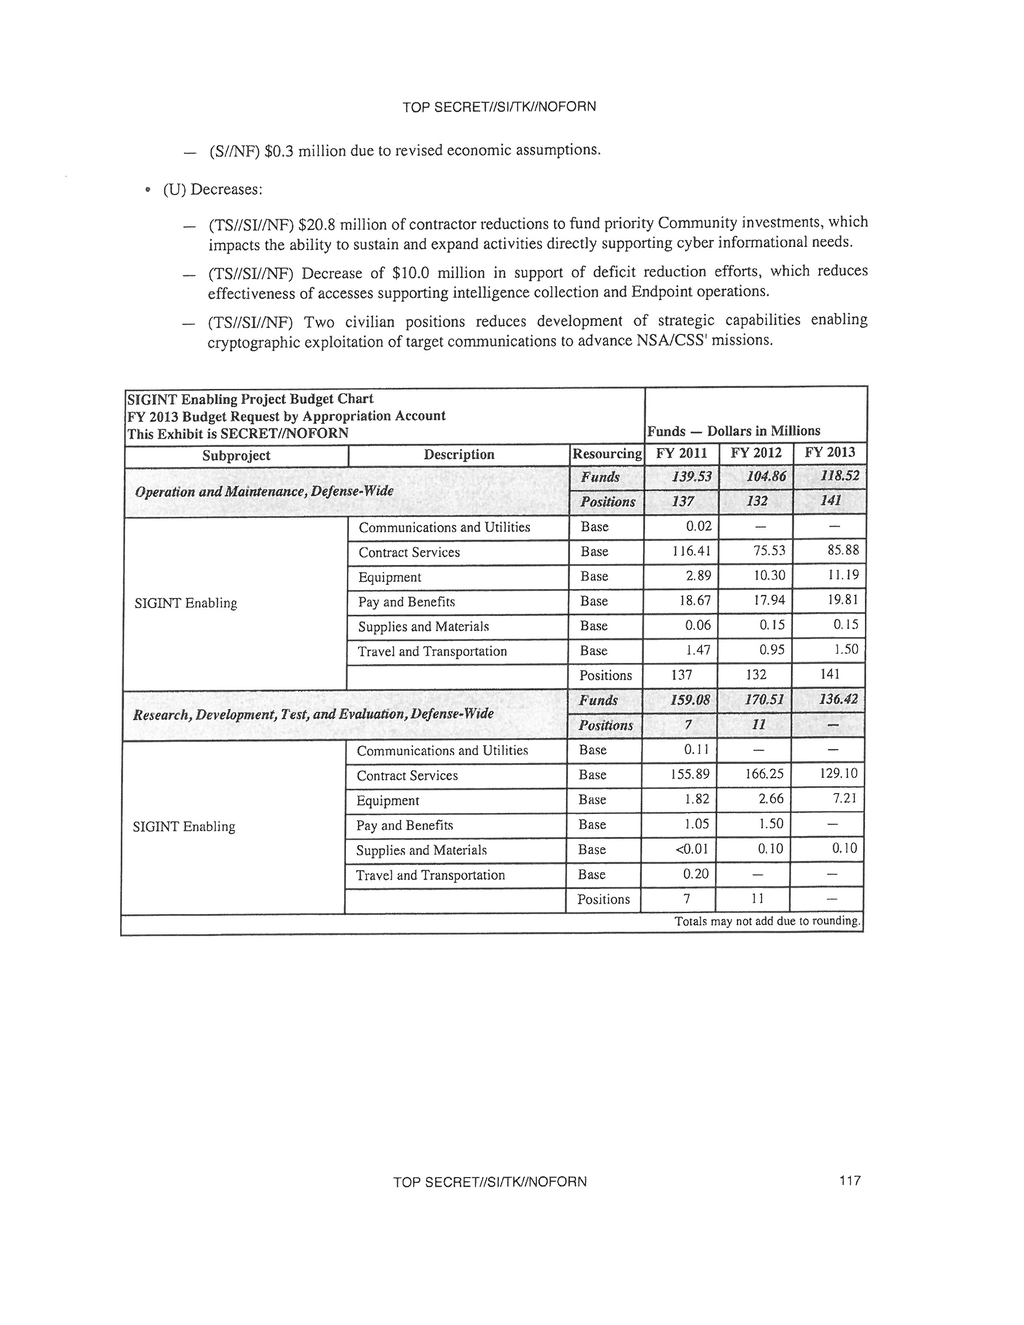 TOP SECRET//SI/TK//NOFORN
— (S//NF) $0.3 million due to revised economic assumptions.
• (U) Decreases:
— (TS//SI//NF) $20.8 million of contractor reductions to fund priority Community investments, which
impacts the ability to sustain and expand activities directly supporting cyber informational needs.
— (TS//SI//NF) Decrease of $10.0 million in support of deficit reduction efforts, which reduces
effectiveness of accesses supporting intelligence collection and Endpoint operations.
— (TS//SI//NF) Two civilian positions reduces development of strategic capabilities enabling
cryptographic exploitation of target communications to advance NSA/CSS' missions.
SIGINT Enabling Project Budget Chart
FY 2013 Budget Request by Appropriation Account
This Exhibit is SECRET//NOFORN Funds — Dollars in Millions
Subproject Description Resourcing FY 2011 FY 2012 FY 2013
Operation and Maintenance, Defense-Wide Funds 139.53 104.86 118.52
Positions 137 132 141
SIGINT Enabling
Communications and Utilities Base 0.02 — —
Contract Services Base 116.41 75.53 85.88
Equipment Base 2.89 10.30 11.19
Pay and Benefits Base 18.67 17.94 19.81
Supplies and Materials Base 0.06 0.15 0.15
Travel and Transportation Base 1.47 0.95 1.50
Positions 137 132 141
Research, Development, Test, and Evaluation, Defense-Wide Funds 159.08 170.51 136.42
Positions 7 11 —
SIGINT Enabling
Communications and Utilities Base 0.11 — —
Contract Services Base 155.89 166.25 129.10
Equipment Base 1.82 2.66 7.21
Pay and Benefits Base 1.05 1.50 —
Supplies and Materials Base <0.01 0.10 0.10
Travel and Transportation Base 0.20 — —
Positions 7 11 —
Totals may not add due to rounding.
TOP SECRET//SI/TK//NOFORN 117